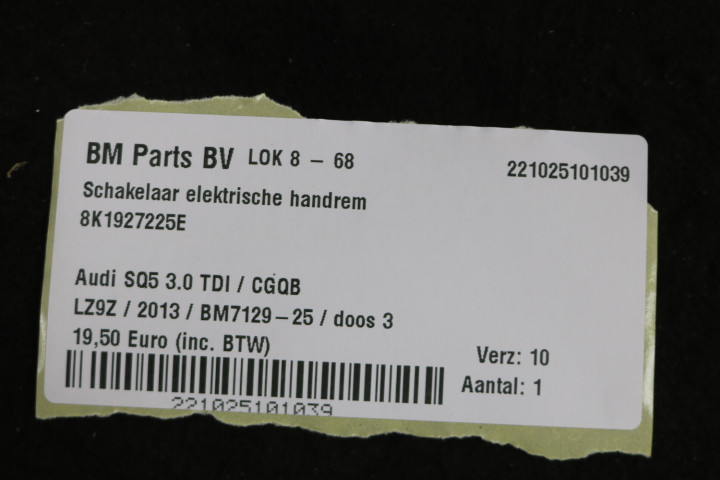 BM Parts BV LOK 8 – 68
221025101039
Schakelaar elektrische handrem
8K1927225E
Audi SQ5 3.0 TDI / CGQB
LZ9Z / 2013 / BM7129-25 / doos 3
19,50 Euro (inc. BTW)
Verz: 10
Aantal: 1
221025101039